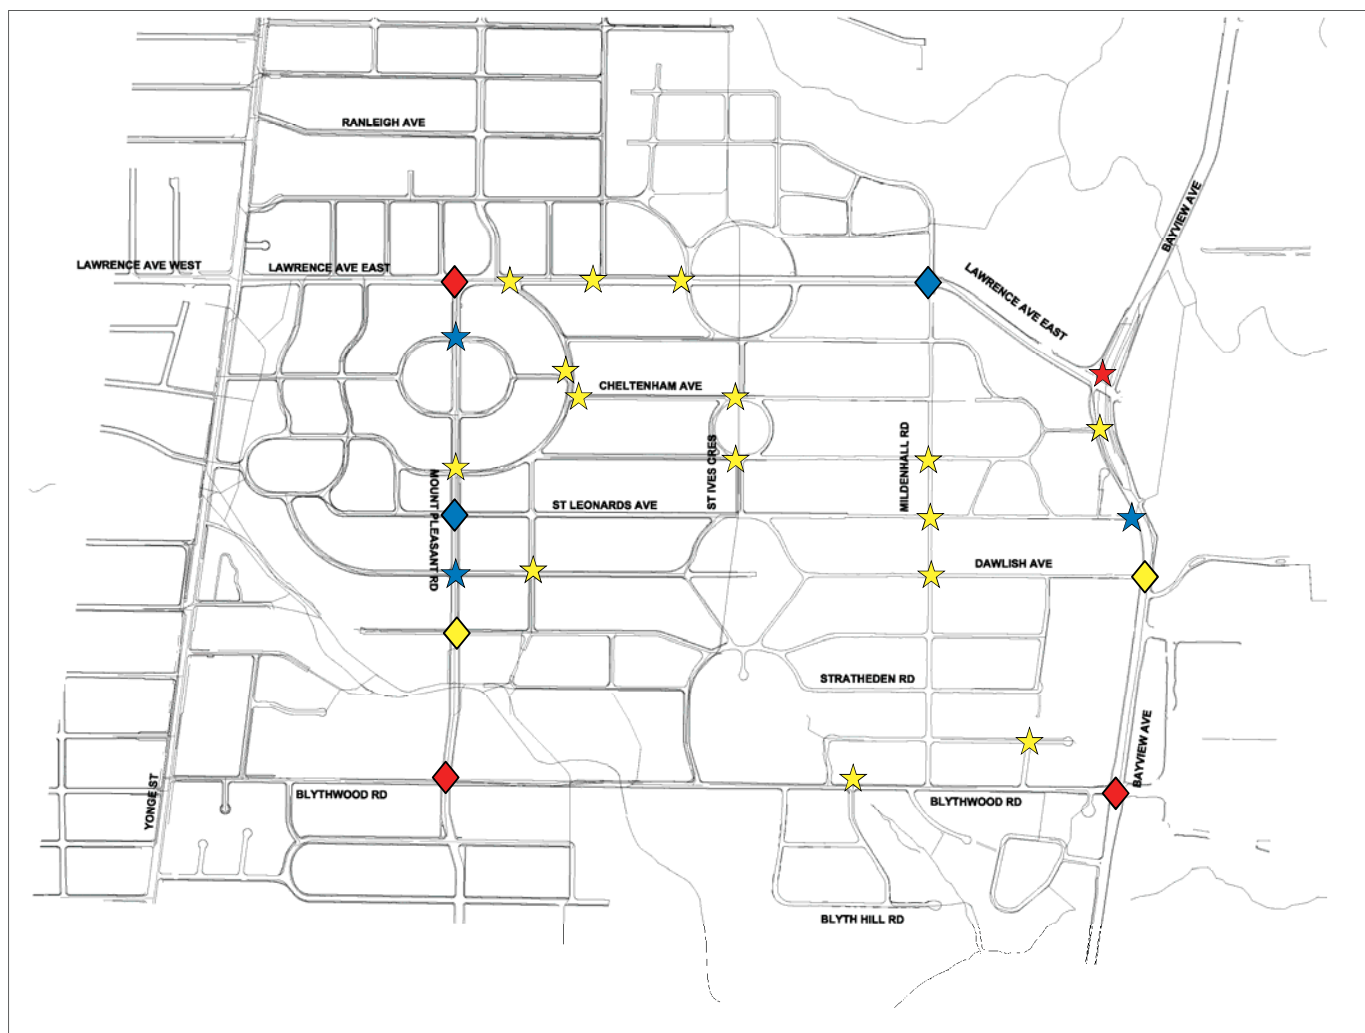 RANLEIGH AVE
BAYVIEW AVE
LAWRENCE AVE WEST
LAWRENCE AVE EAST
LAWRENCE AVE EAST
CHELTENHAM AVE
ST IVES CRES
MILDENHALL RD
MOUNT PLEASANT RD
ST LEONARDS AVE
DAWLISH AVE
STRATHEDEN RD
BAYVIEW AVE
YONGE ST
BLYTHWOOD RD
BLYTHWOOD RD
BLYTH HILL RD